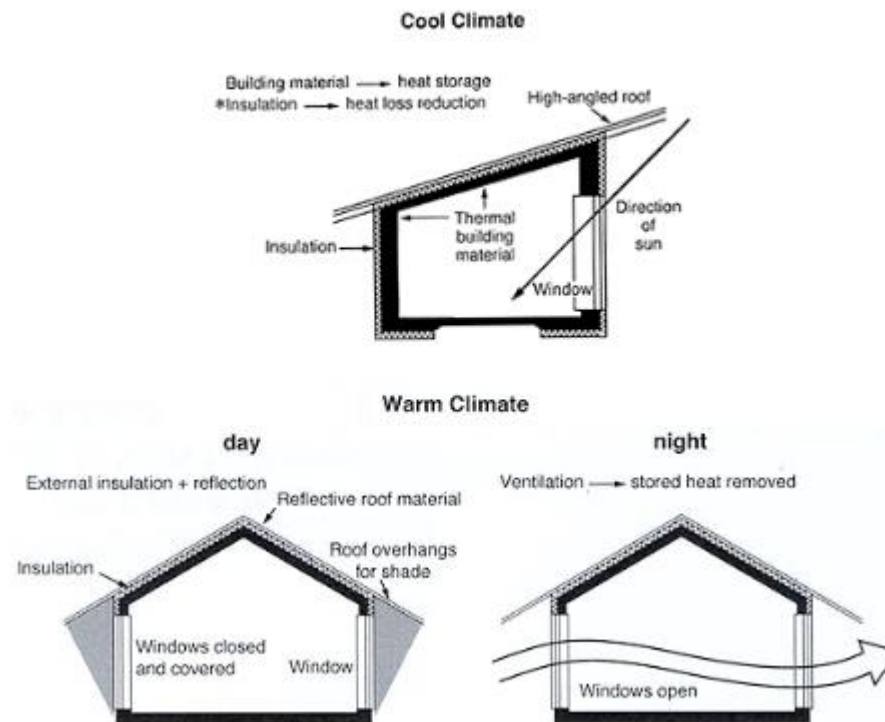 Cool Climate
Building material → heat storage
*Insulation → heat loss reduction
High-angled roof
Thermal
building
material
Direction
of
sun
Insulation
Window
Warm Climate
day
External insulation + reflection
Reflective roof material
Roof overhangs
for shade
Insulation
Windows closed
and covered
Window
night
Ventilation → stored heat removed
Windows open